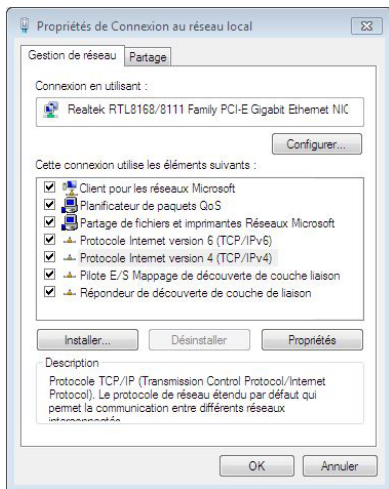 Propriétés de Connexion au réseau local
Gestion de réseau Partage
Connexion en utilisant :
Realtek RTL8168/8111 Family PCI-E Gigabit Ethernet NIC
Configurer...
Cette connexion utilise les éléments suivants :
Client pour les réseaux Microsoft
Planificateur de paquets QoS
Partage de fichiers et imprimantes Réseaux Microsoft
Protocole Internet version 6 (TCP/IPv6)
Protocole Internet version 4 (TCP/IPv4)
Pilote E/S Mappage de découverte de couche liaison
Répondeur de découverte de couche de liaison
Installer... Désinstaller Propriétés
Description
Protocole TCP/IP (Transmission Control Protocol/Internet
Protocol). Le protocole de réseau étendu par défaut qui
permet la communication entre différents réseaux
interconnectés
OK Annuler